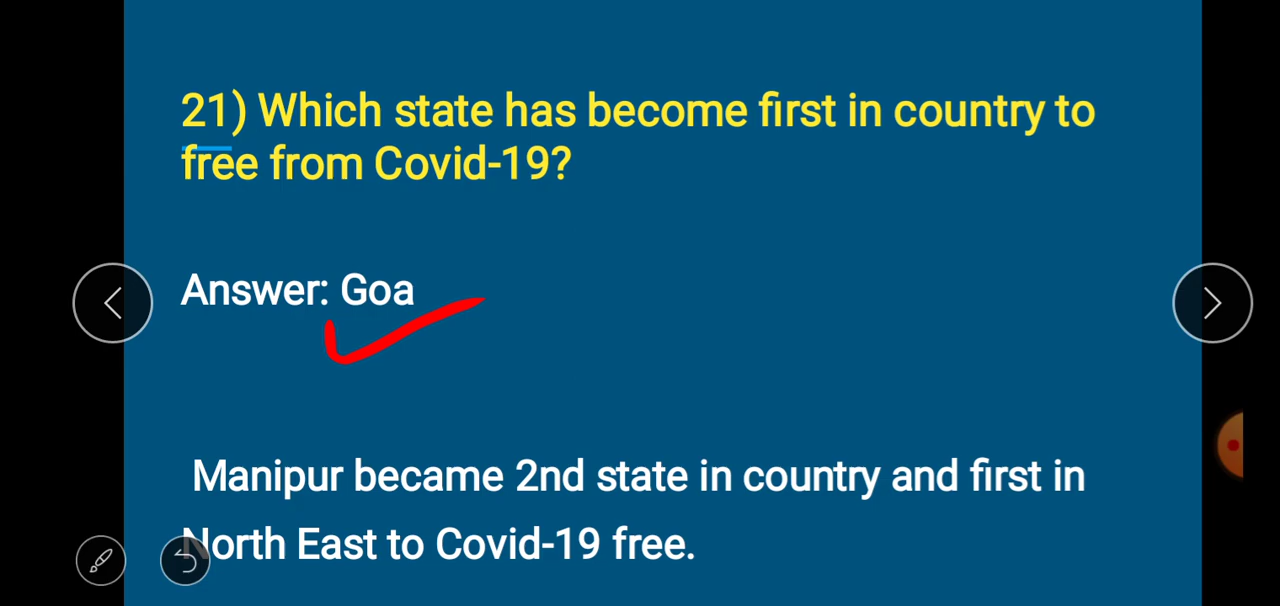 21) Which state has become first in country to
free from Covid-19?
Answer: Goa
Manipur became 2nd state in country and first in
North East to Covid-19 free.